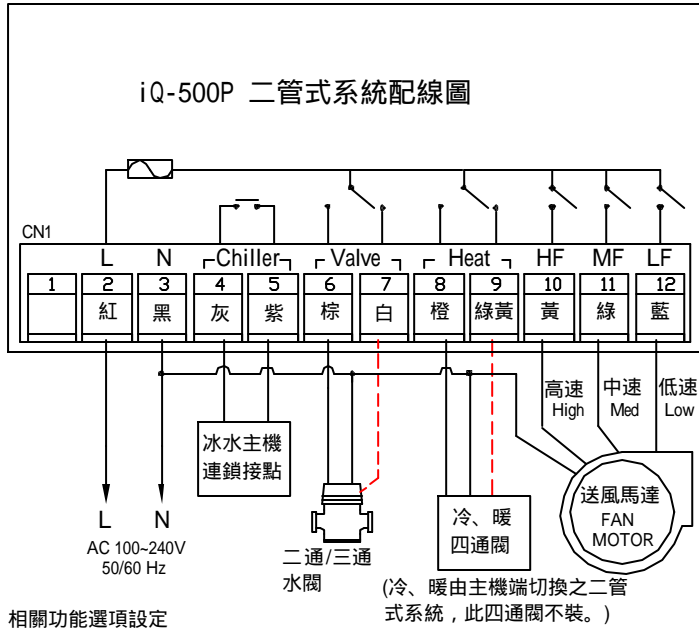 iQ-500P 二管式系統配線圖
CN1
L N Chiller Valve Heat HF MF LF
1 2 3 4 5 6 7 8 9 10 11 12
紅 黑 灰 紫 棕 白 橙 綠黃 黃 綠 藍
高速 中速 低速
High Med Low
冰水主機
連鎖接點
L N
AC 100~240V
50/60 Hz
二通/三通
水閥
冷、暖
四通閥
送風馬達
FAN
MOTOR
(冷、暖由主機端切換之二管
式系統,此四通閥不裝。)
相關功能選項設定